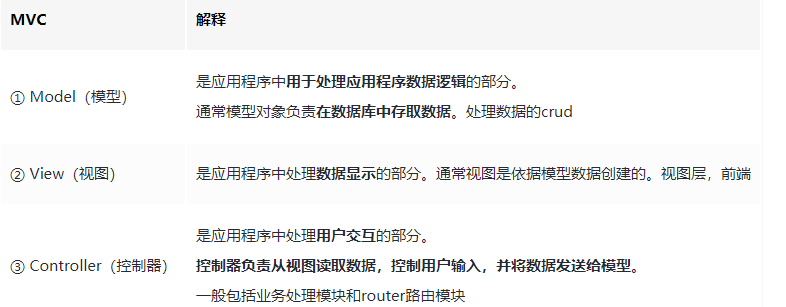 MVC 解释
① Model（模型） 是应用程序中用于处理应用程序数据逻辑的部分。
通常模型对象负责在数据库中存取数据。处理数据的crud
② View（视图） 是应用程序中处理数据显示的部分。通常视图是依据模型数据创建的。视图层，前端
是应用程序中处理用户交互的部分。
③ Controller（控制器） 控制器负责从视图读取数据，控制用户输入，并将数据发送给模型。
一般包括业务处理模块和router路由模块